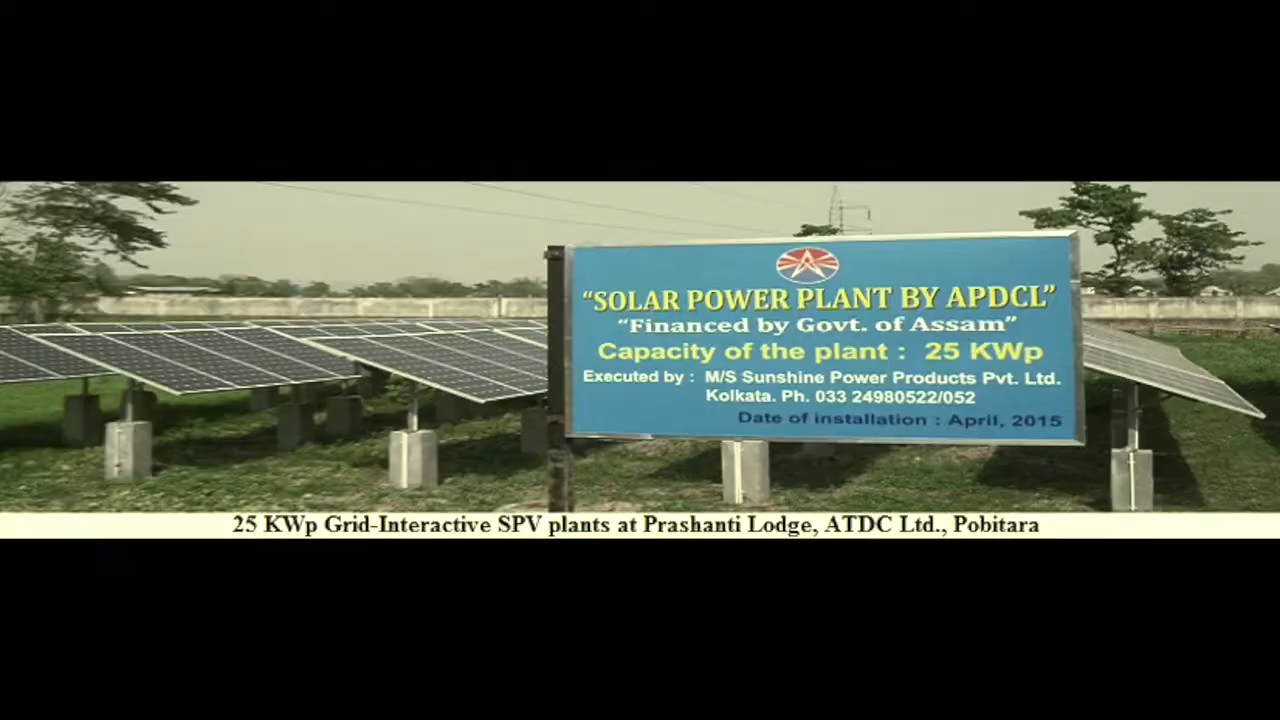 “SOLAR POWER PLANT BY APDCL”
“Financed by Govt. of Assam”
Capacity of the plant : 25 KWp
Executed by : M/S Sunshine Power Products Pvt. Ltd.
Kolkata. Ph. 033 24980522/052
Date of installation : April, 2015
25 KWp Grid-Interactive SPV plants at Prashanti Lodge, ATDC Ltd., Pobitara